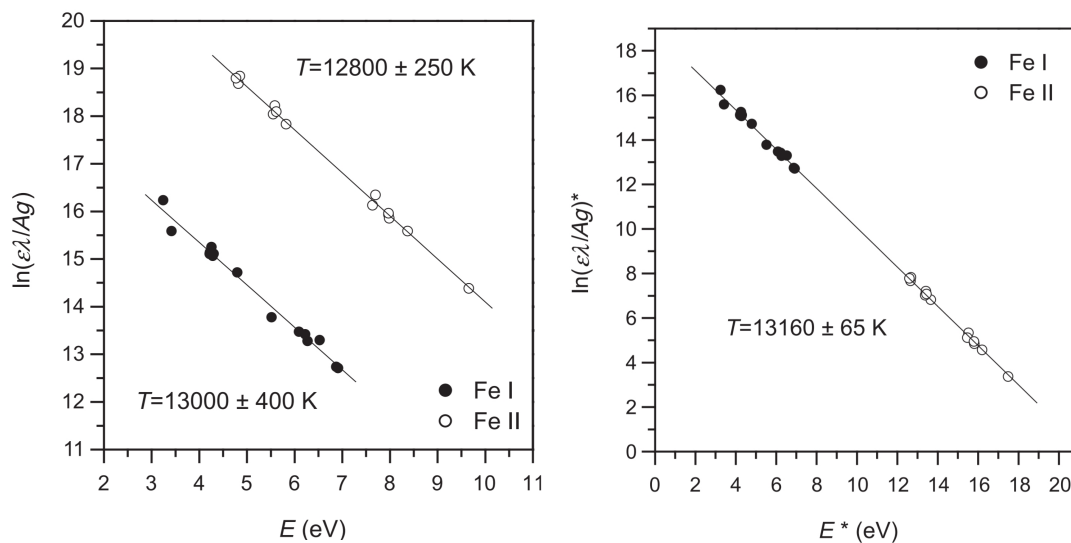 20
19
18
17
16
15
14
13
12
11
ln(ελ/Ag)
T=12800 ± 250 K
T=13000 ± 400 K
Fe I
Fe II
2 3 4 5 6 7 8 9 10 11
E (eV)
18
16
14
12
10
8
6
4
2
0
ln(ελ/Ag)*
Fe I
Fe II
T=13160 ± 65 K
0 2 4 6 8 10 12 14 16 18 20
E * (eV)